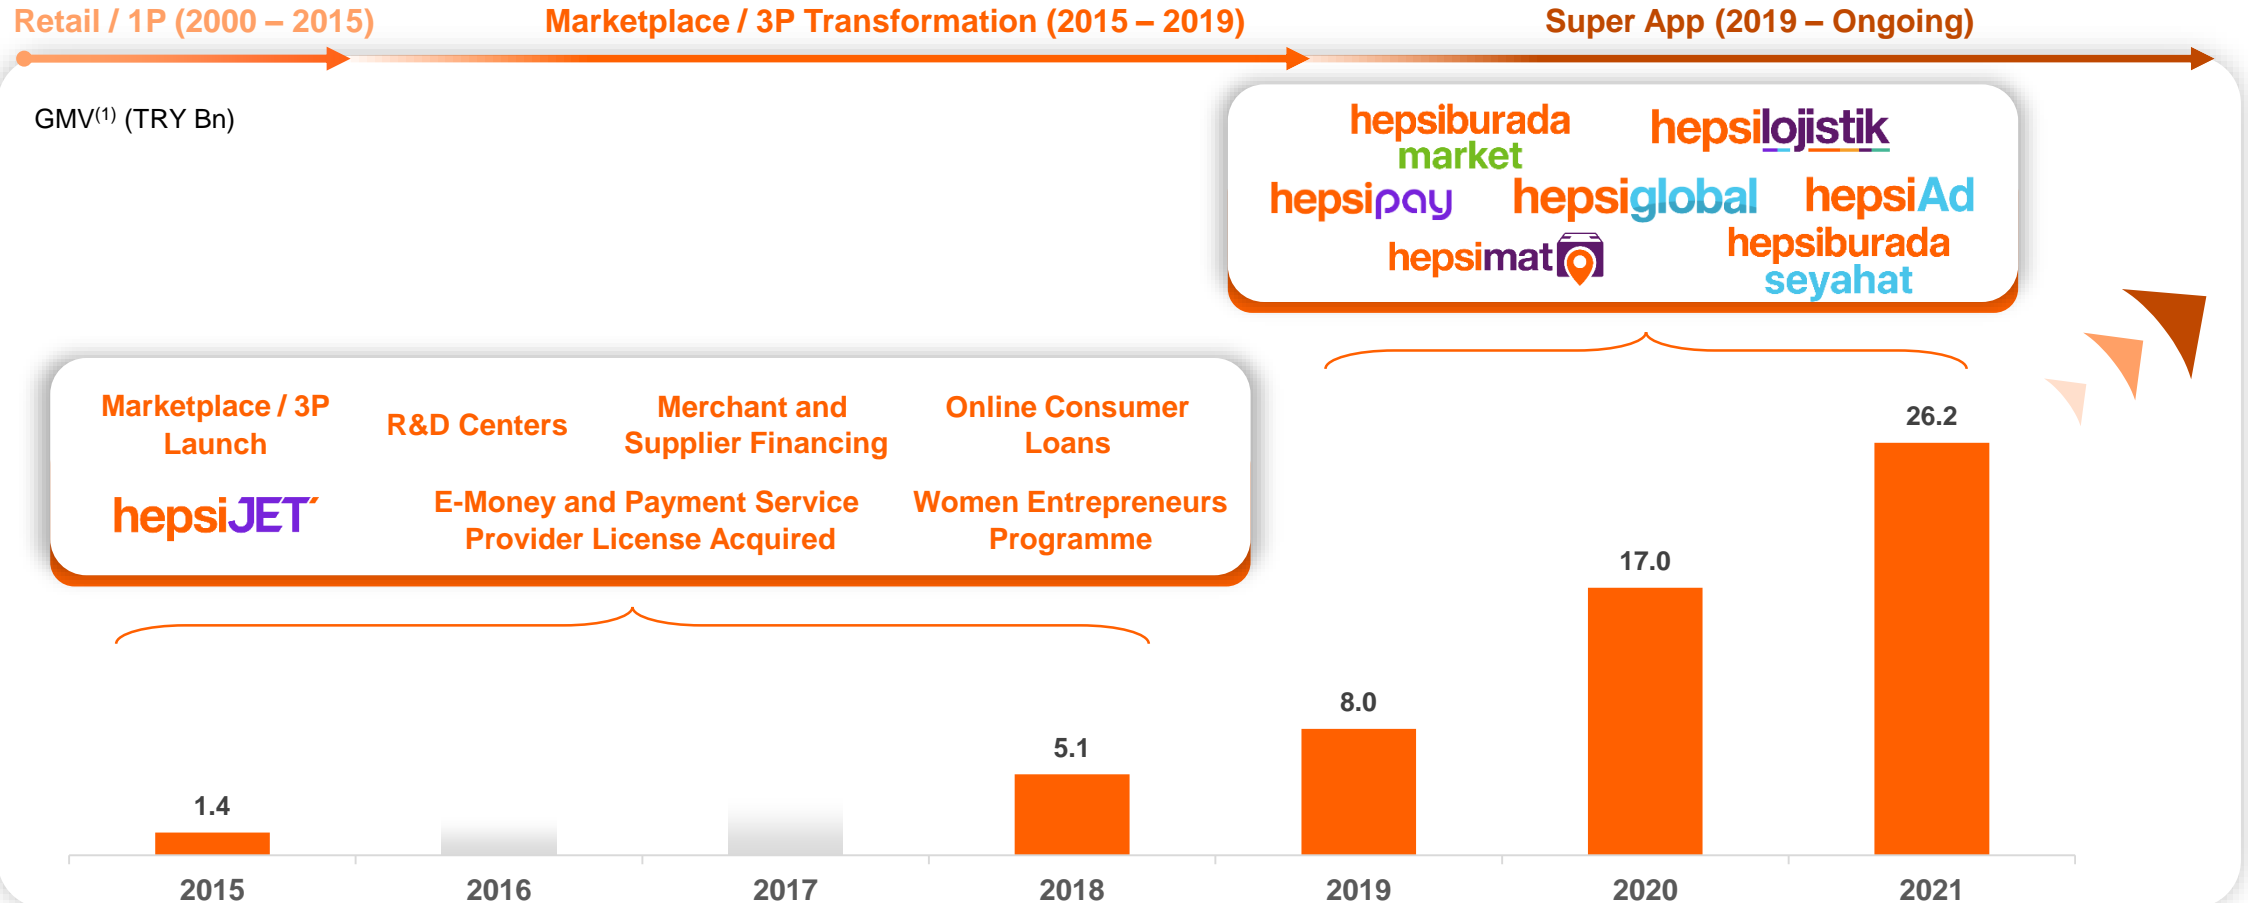 Retail / 1P (2000 – 2015)
Marketplace / 3P Transformation (2015 – 2019)
Super App (2019 – Ongoing)
GMV(1) (TRY Bn)
hepsiburada
market
hepsilojistik
hepsipay
hepsiglobal
hepsiAd
hepsimat
hepsiburada
seyahat
Marketplace / 3P
Launch
R&D Centers
Merchant and
Supplier Financing
Online Consumer
Loans
hepsiJET
E-Money and Payment Service
Provider License Acquired
Women Entrepreneurs
Programme
1.4
5.1
8.0
17.0
26.2
2015
2016
2017
2018
2019
2020
2021